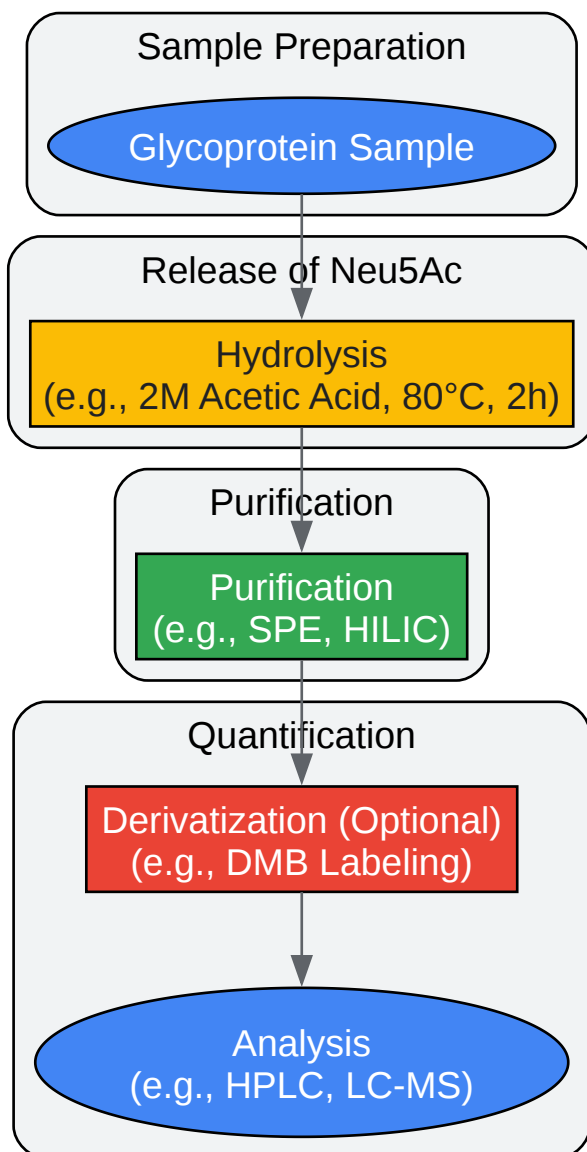 Sample Preparation
Glycoprotein Sample
Release of Neu5Ac
Hydrolysis
(e.g., 2M Acetic Acid, 80°C, 2h)
Purification
Purification
(e.g., SPE, HILIC)
Quantification
Derivatization (Optional)
(e.g., DMB Labeling)
Analysis
(e.g., HPLC, LC-MS)